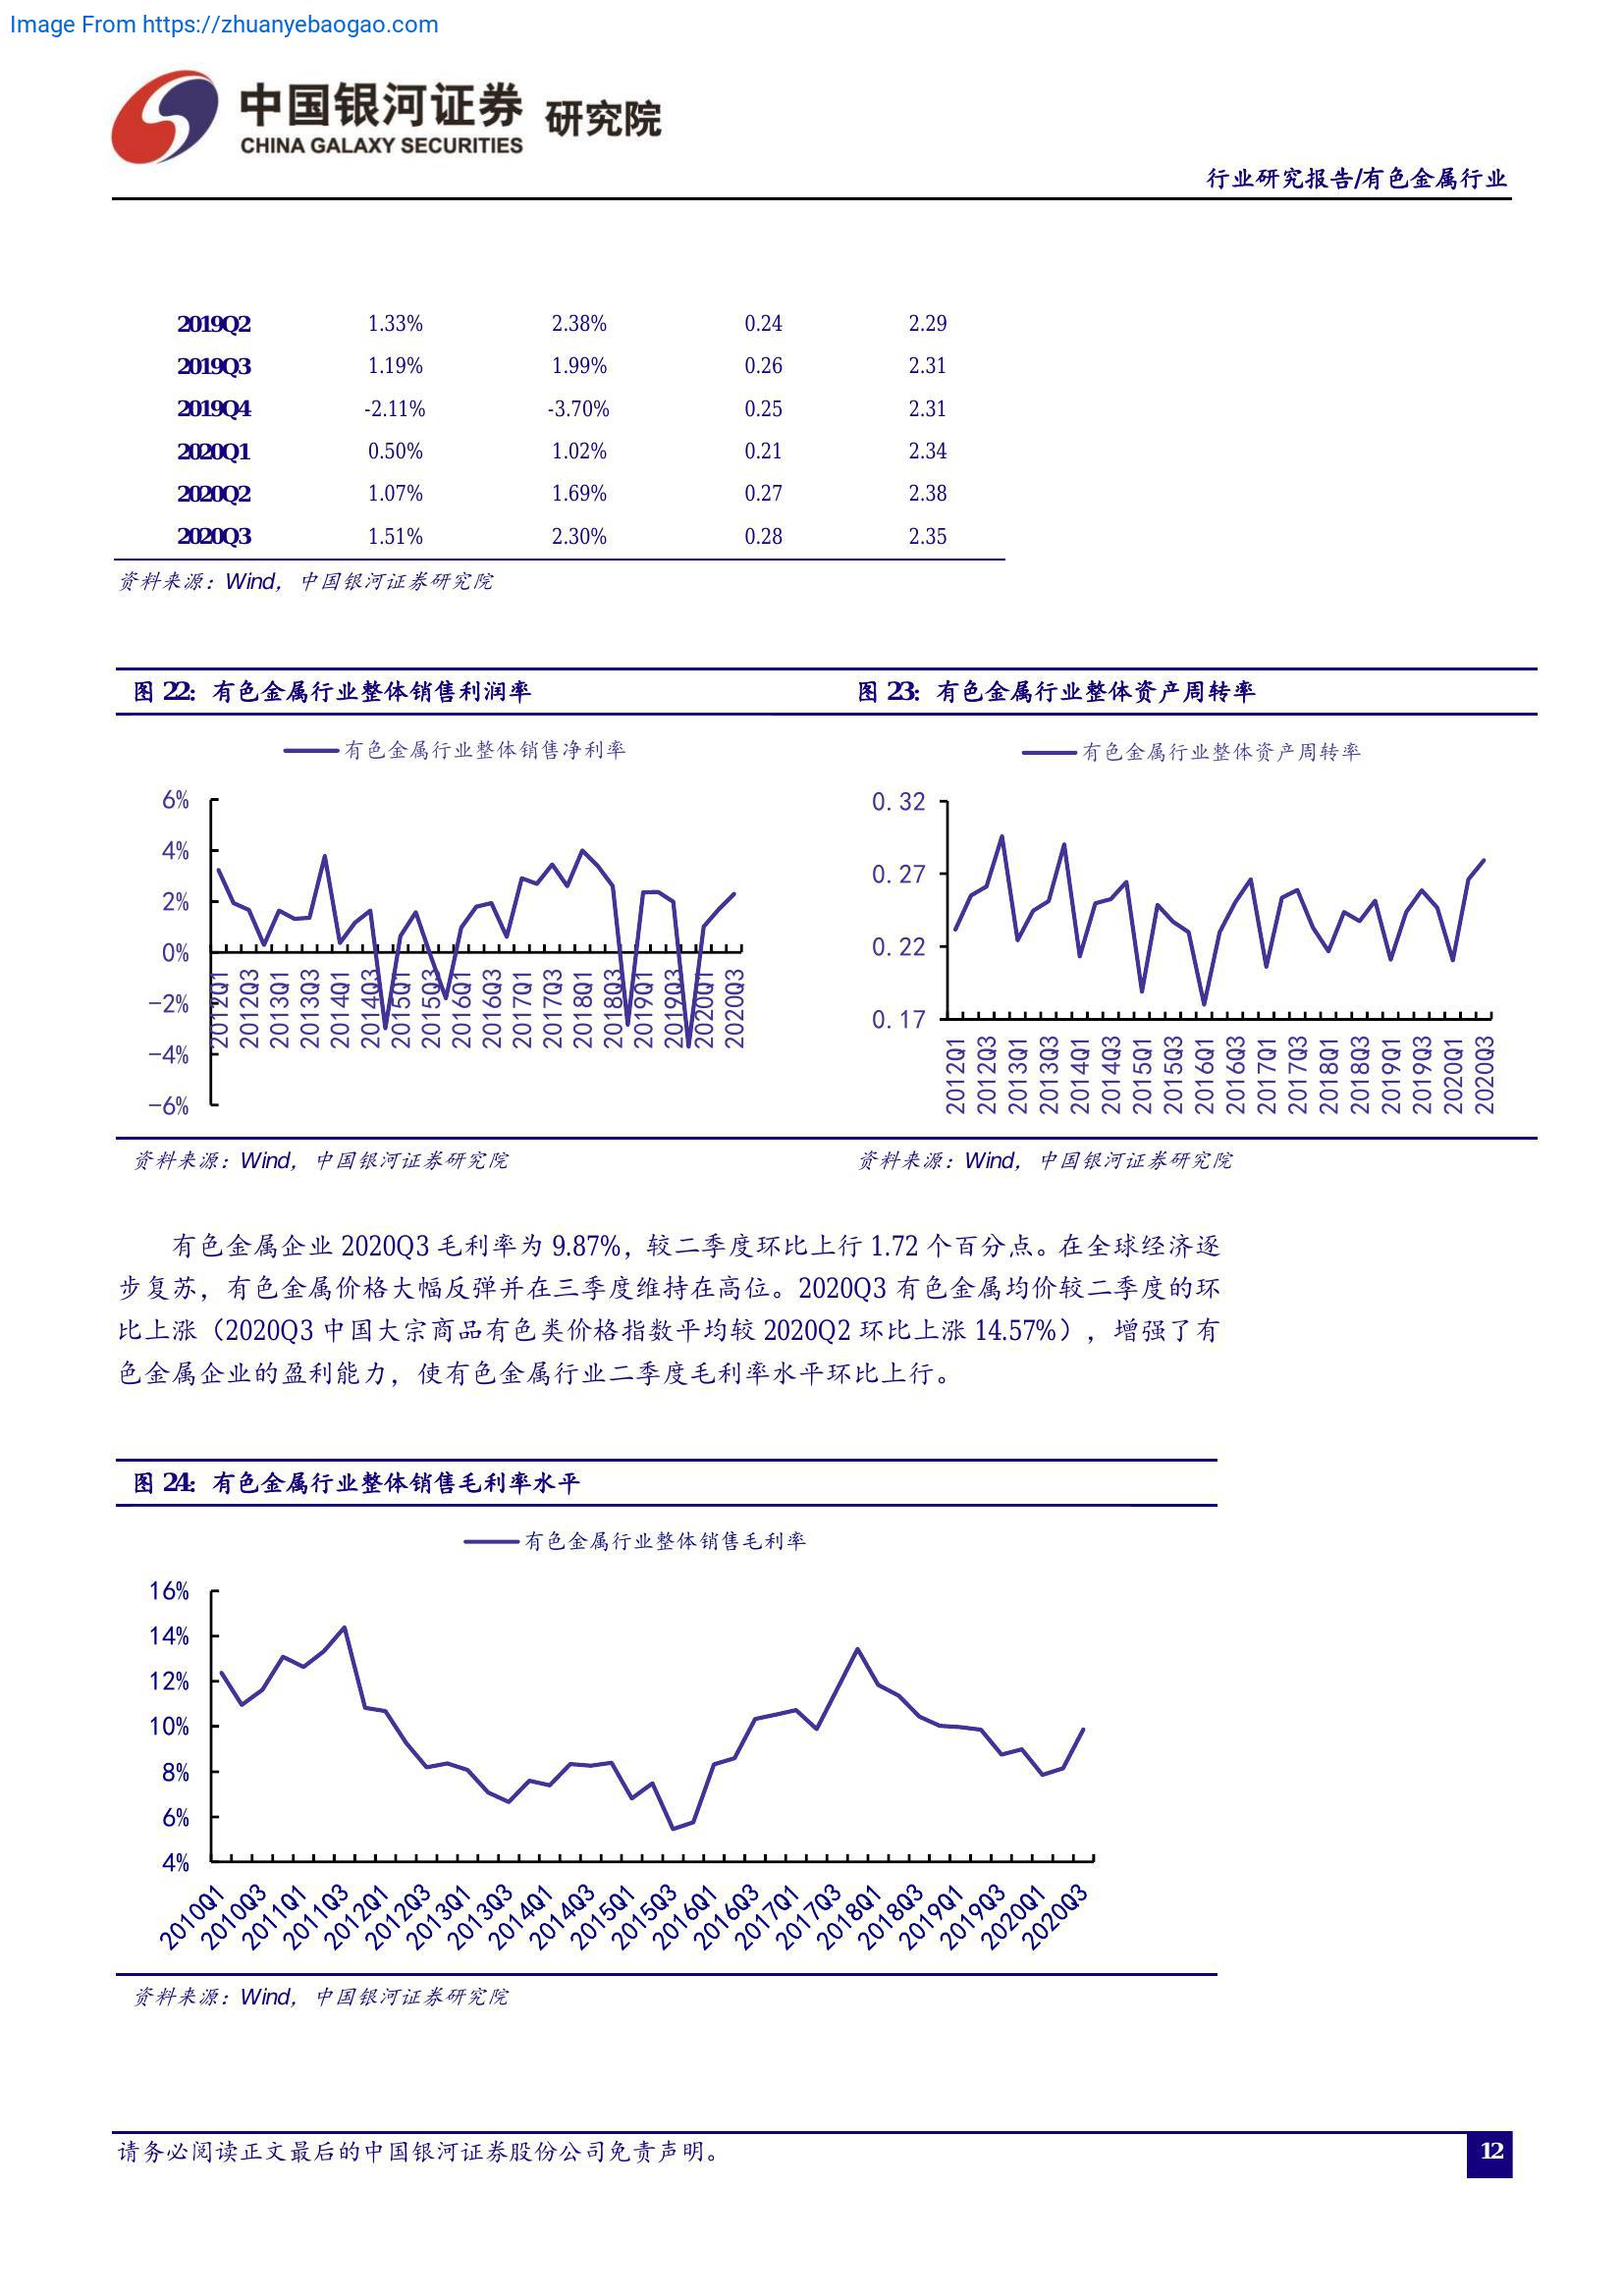 Image From https://zhuanyebaogao.com
中国银河证券 研究院
CHINA GALAXY SECURITIES
行业研究报告/有色金属行业
2019Q2 1.33% 2.38% 0.24 2.29
2019Q3 1.19% 1.99% 0.26 2.31
2019Q4 -2.11% -3.70% 0.25 2.31
2020Q1 0.50% 1.02% 0.21 2.34
2020Q2 1.07% 1.69% 0.27 2.38
2020Q3 1.51% 2.30% 0.28 2.35
资料来源：Wind，中国银河证券研究院
图 22：有色金属行业整体销售利润率
有色金属行业整体销售净利率
6%
4%
2%
0%
-2%
-4%
-6%
2012Q1 2012Q3 2013Q1 2013Q3 2014Q1 2014Q3 2015Q1 2015Q3 2016Q1 2016Q3 2017Q1 2017Q3 2018Q1 2018Q3 2019Q1 2019Q3 2020Q1 2020Q3
资料来源：Wind，中国银河证券研究院
图 23：有色金属行业整体资产周转率
有色金属行业整体资产周转率
0.32
0.27
0.22
0.17
2012Q1 2012Q3 2013Q1 2013Q3 2014Q1 2014Q3 2015Q1 2015Q3 2016Q1 2016Q3 2017Q1 2017Q3 2018Q1 2018Q3 2019Q1 2019Q3 2020Q1 2020Q3
资料来源：Wind，中国银河证券研究院
有色金属企业 2020Q3 毛利率为 9.87%，较二季度环比上行 1.72 个百分点。在全球经济逐
步复苏，有色金属价格大幅反弹并在三季度维持在高位。2020Q3 有色金属均价较二季度的环
比上涨（2020Q3 中国大宗商品有色类价格指数平均较 2020Q2 环比上涨 14.57%），增强了有
色金属企业的盈利能力，使有色金属行业二季度毛利率水平环比上行。
图 24：有色金属行业整体销售毛利率水平
有色金属行业整体销售毛利率
16%
14%
12%
10%
8%
6%
4%
2010Q1 2010Q3 2011Q1 2011Q3 2012Q1 2012Q3 2013Q1 2013Q3 2014Q1 2014Q3 2015Q1 2015Q3 2016Q1 2016Q3 2017Q1 2017Q3 2018Q1 2018Q3 2019Q1 2019Q3 2020Q1 2020Q3
资料来源：Wind，中国银河证券研究院
请务必阅读正文最后的中国银河证券股份公司免责声明。
12